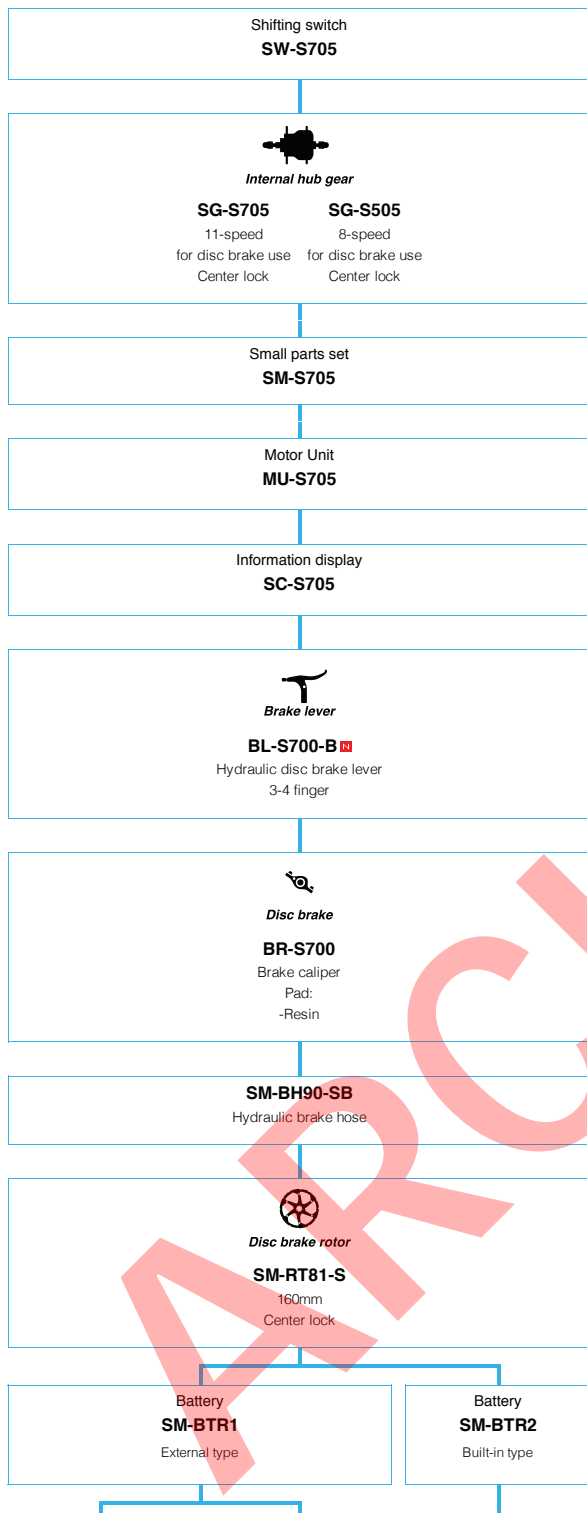 Shifting switch
SW-S705
Internal hub gear
SG-S705 SG-S505
11-speed 8-speed
for disc brake use for disc brake use
Center lock Center lock
Small parts set
SM-S705
Motor Unit
MU-S705
Information display
SC-S705
Brake lever
BL-S700-B N
Hydraulic disc brake lever
3-4 finger
Disc brake
BR-S700
Brake caliper
Pad:
-Resin
SM-BH90-SB
Hydraulic brake hose
Disc brake rotor
SM-RT81-S
160mm
Center lock
Battery Battery
SM-BTR1 SM-BTR2
External type Built-in type